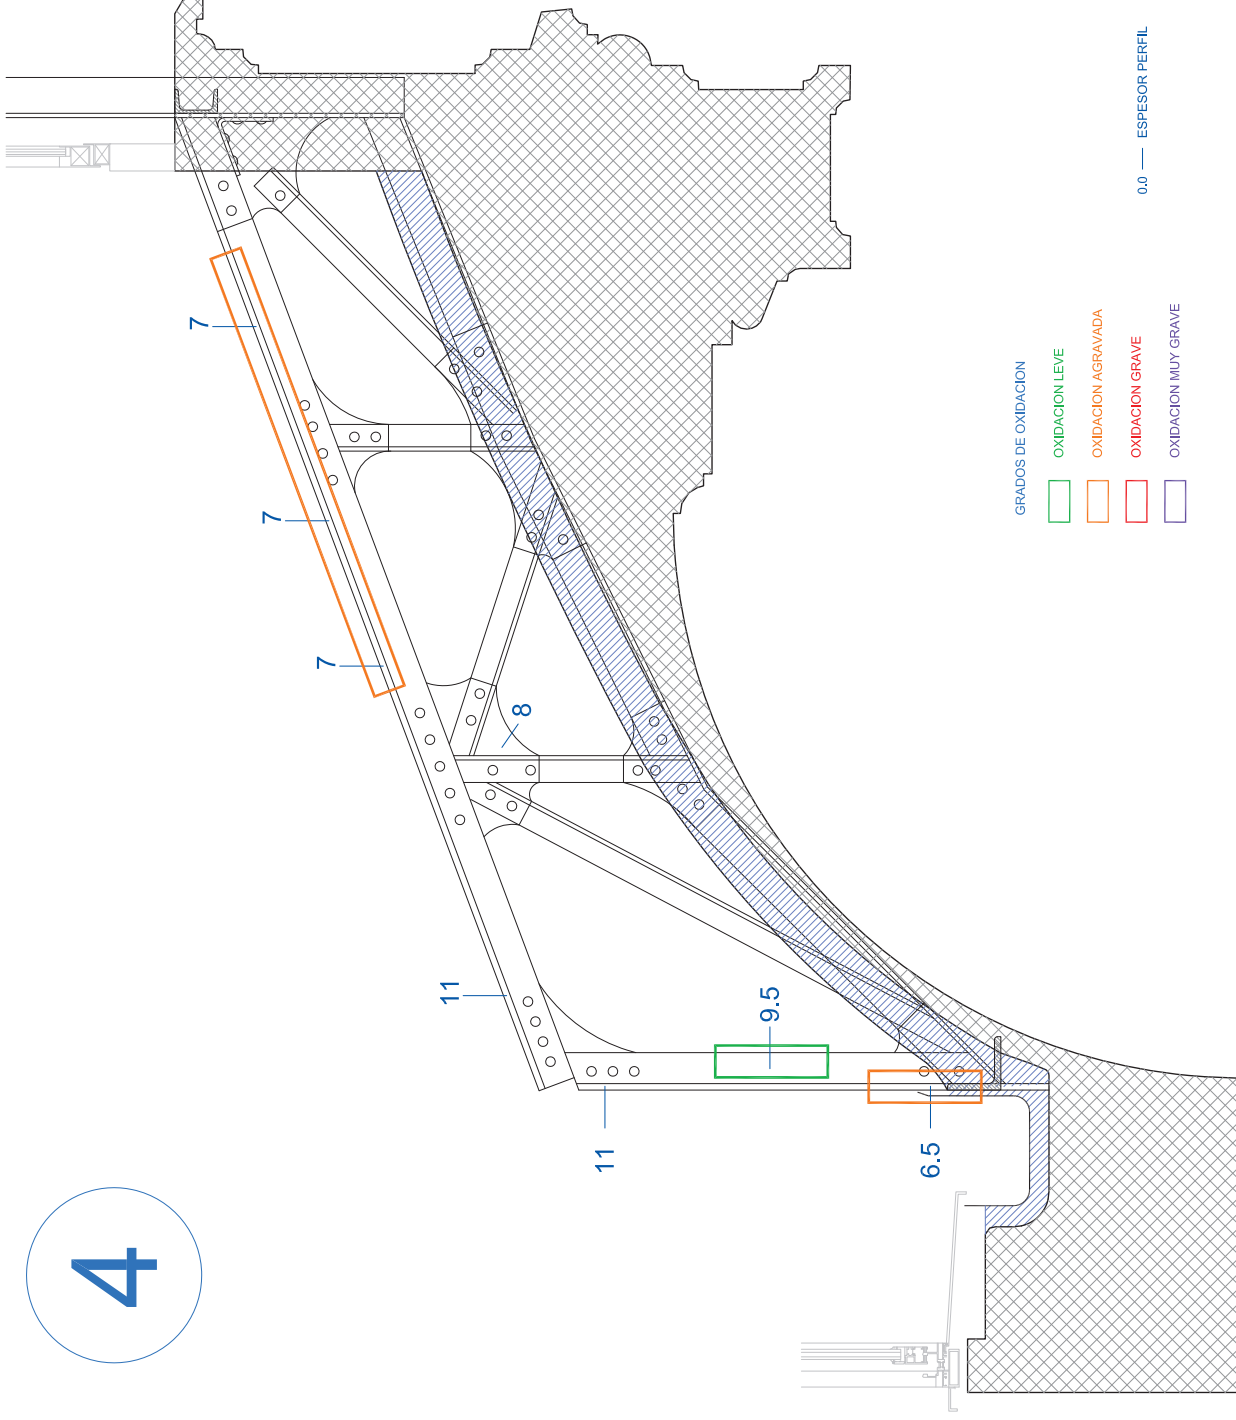 4
7
7
7
8
11
9.5
11
6.5
GRADOS DE OXIDACION
OXIDACION LEVE
OXIDACION AGRAVADA
OXIDACION GRAVE
OXIDACION MUY GRAVE
0.0 — ESPESOR PERFIL